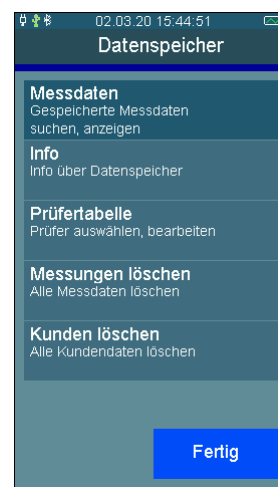 02.03.20 15:44:51
Datenspeicher
Messdaten
Gespeicherte Messdaten
suchen, anzeigen
Info
Info über Datenspeicher
Prüfertabelle
Prüfer auswählen, bearbeiten
Messungen löschen
Alle Messdaten löschen
Kunden löschen
Alle Kundendaten löschen
Fertig